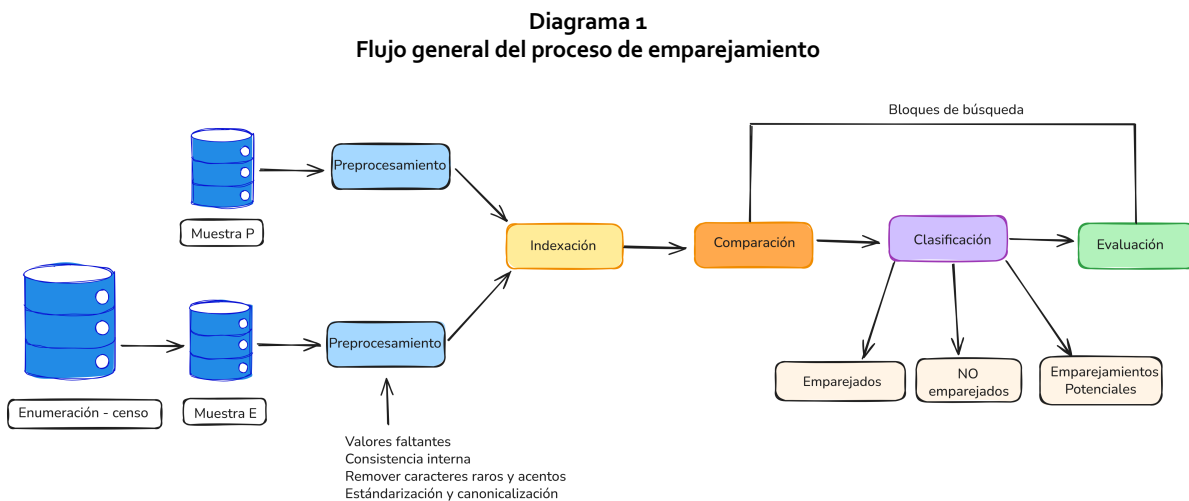 Diagrama 1
Flujo general del proceso de emparejamiento
Bloques de búsqueda
Preprocesamiento
Muestra P
Indexación
Comparación
Clasificación
Evaluación
Preprocesamiento
Enumeración - censo
Muestra E
Emparejados
NO
emparejados
Emparejamientos
Potenciales
Valores faltantes
Consistencia interna
Remover caracteres raros y acentos
Estándarización y canonicalización